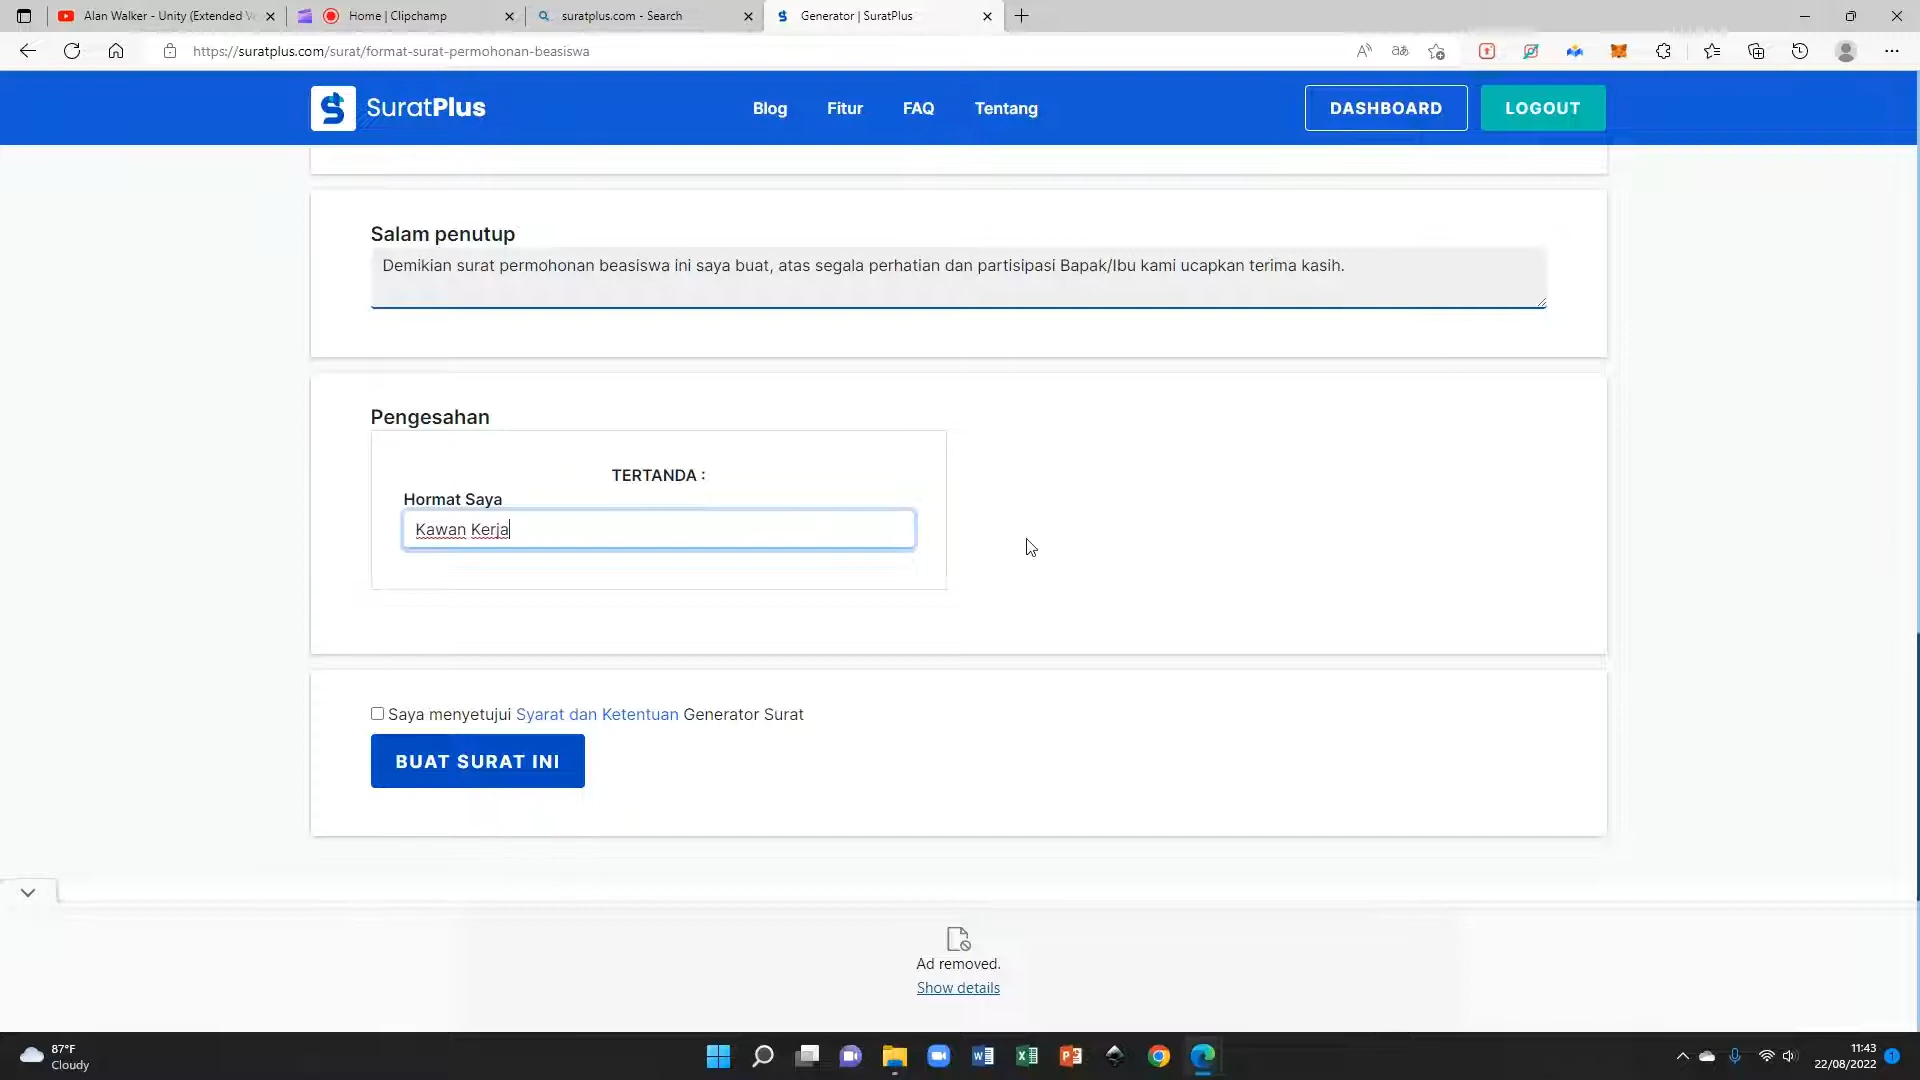 Alan Walker - Unity (Extended V
Home | Clipchamp
suratplus.com - Search
Generator | SuratPlus
https://suratplus.com/surat/format-surat-permohonan-beasiswa
SuratPlus
Blog
Fitur
FAQ
Tentang
DASHBOARD
LOGOUT
Salam penutup
Demikian surat permohonan beasiswa ini saya buat, atas segala perhatian dan partisipasi Bapak/Ibu kami ucapkan terima kasih.
Pengesahan
TERTANDA :
Hormat Saya
Kawan Kerja
Saya menyetujui Syarat dan Ketentuan Generator Surat
BUAT SURAT INI
Ad removed.
Show details
87°F
Cloudy
11:43
22/08/2022
1